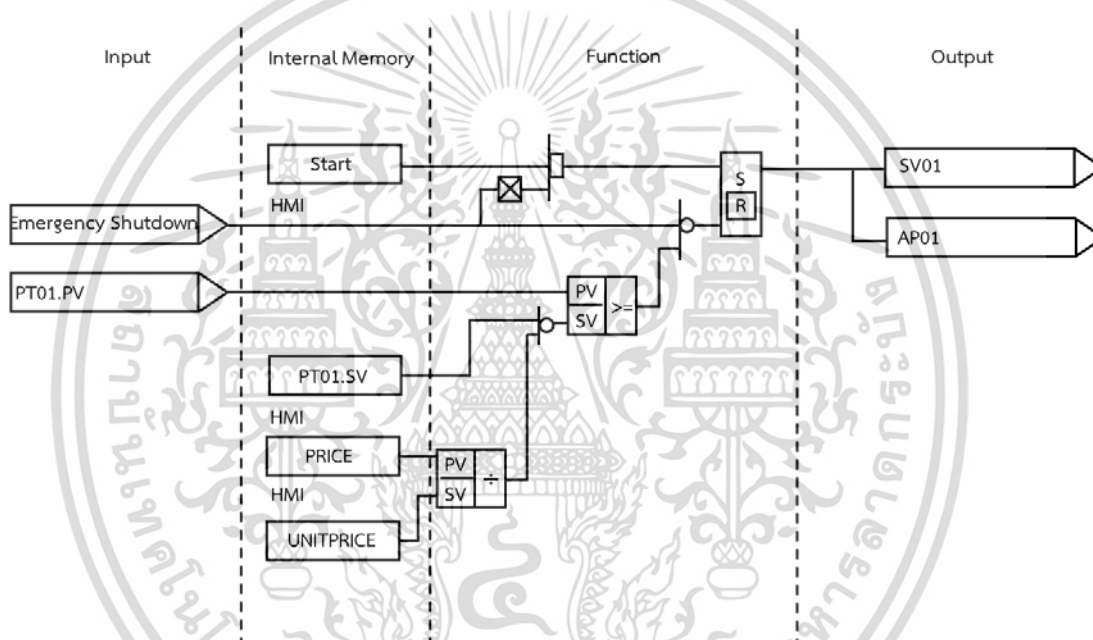 Input
Internal Memory
Function
Output
Start
HMI
Emergency Shutdown
PT01.PV
PT01.SV
HMI
PRICE
HMI
UNITPRICE
PV
SV
÷
PV
SV
>=
S
R
SV01
AP01